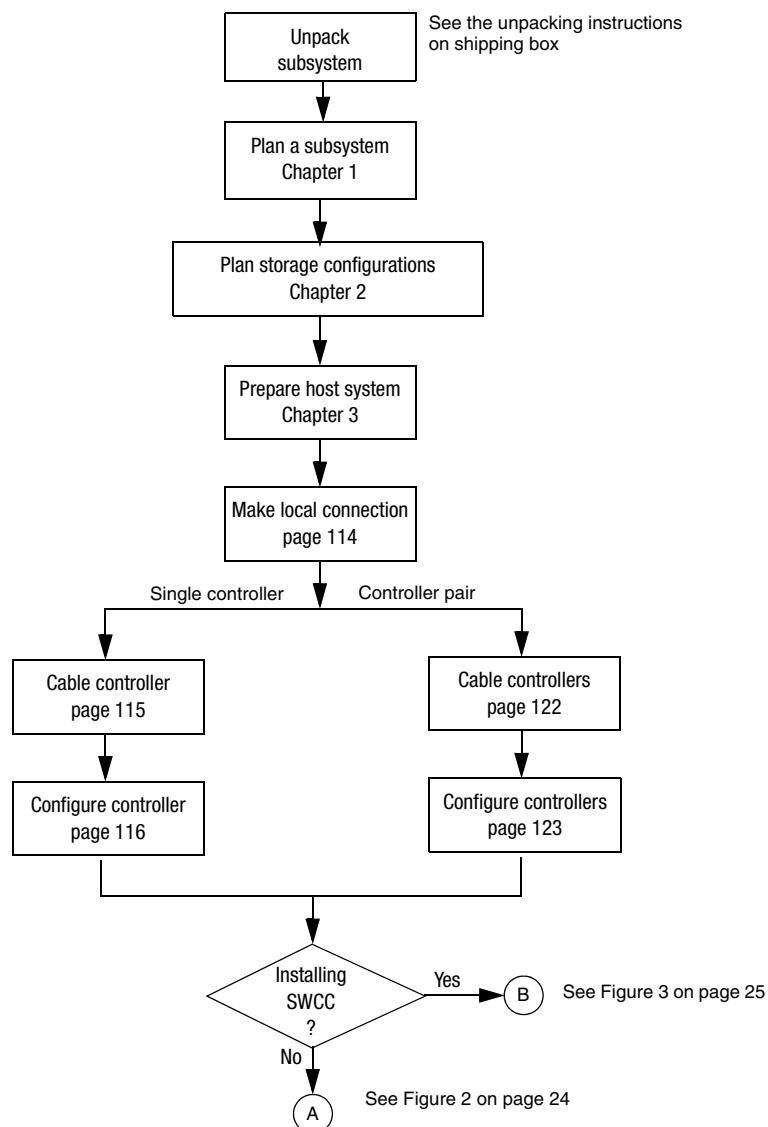 Unpack
subsystem
See the unpacking instructions
on shipping box
Plan a subsystem
Chapter 1
Plan storage configurations
Chapter 2
Prepare host system
Chapter 3
Make local connection
page 114
Single controller
Controller pair
Cable controller
page 115
Cable controllers
page 122
Configure controller
page 116
Configure controllers
page 123
Installing
SWCC
?
Yes
B
See Figure 3 on page 25
No
A
See Figure 2 on page 24